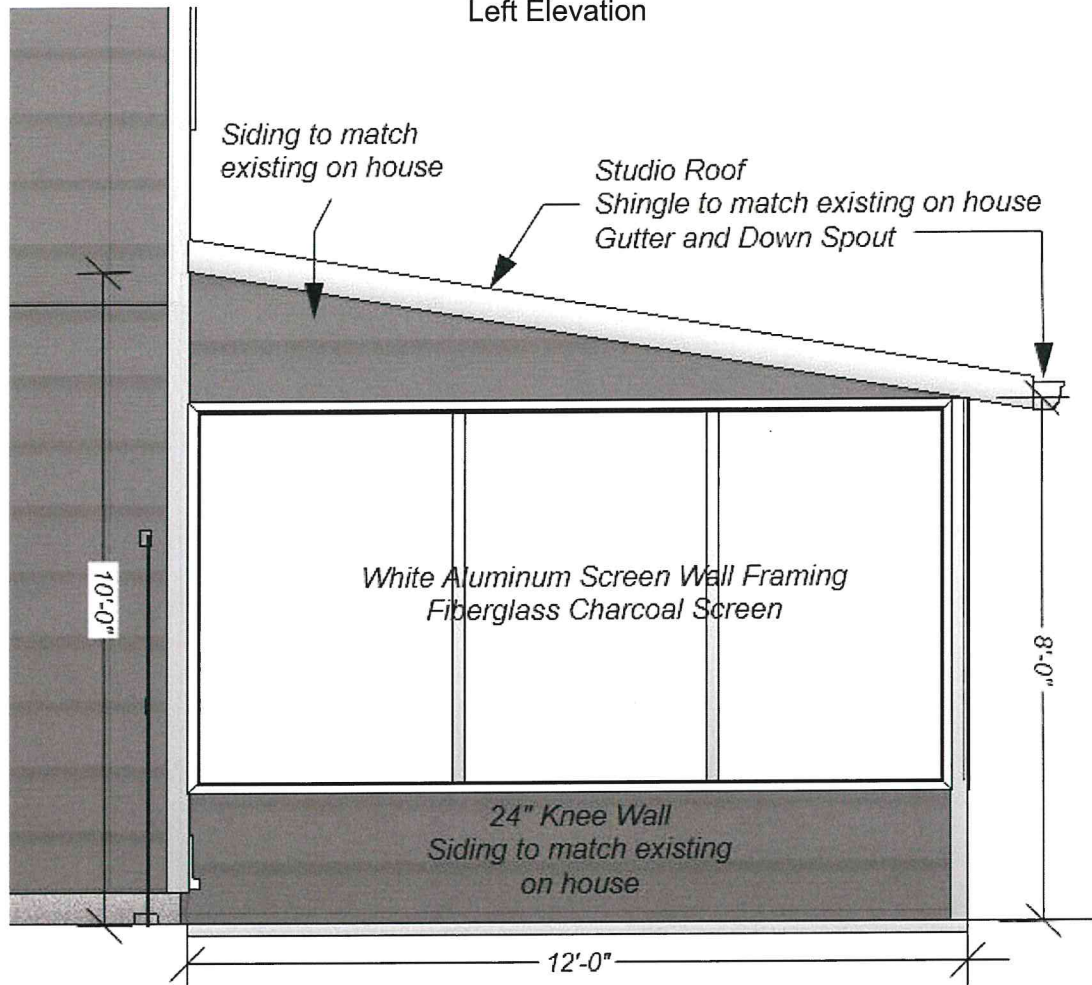 Left Elevation
Siding to match
existing on house
Studio Roof
Shingle to match existing on house
Gutter and Down Spout
10'-0"
White Aluminum Screen Wall Framing
Fiberglass Charcoal Screen
8'-0"
24" Knee Wall
Siding to match existing
on house
12'-0"